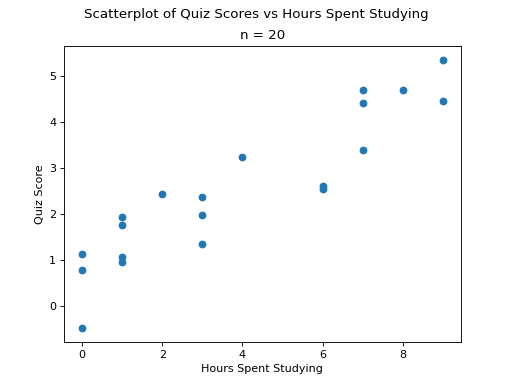 Scatterplot of Quiz Scores vs Hours Spent Studying
n = 20
5
4
3
2
1
0
Quiz Score
0 2 4 6 8
Hours Spent Studying